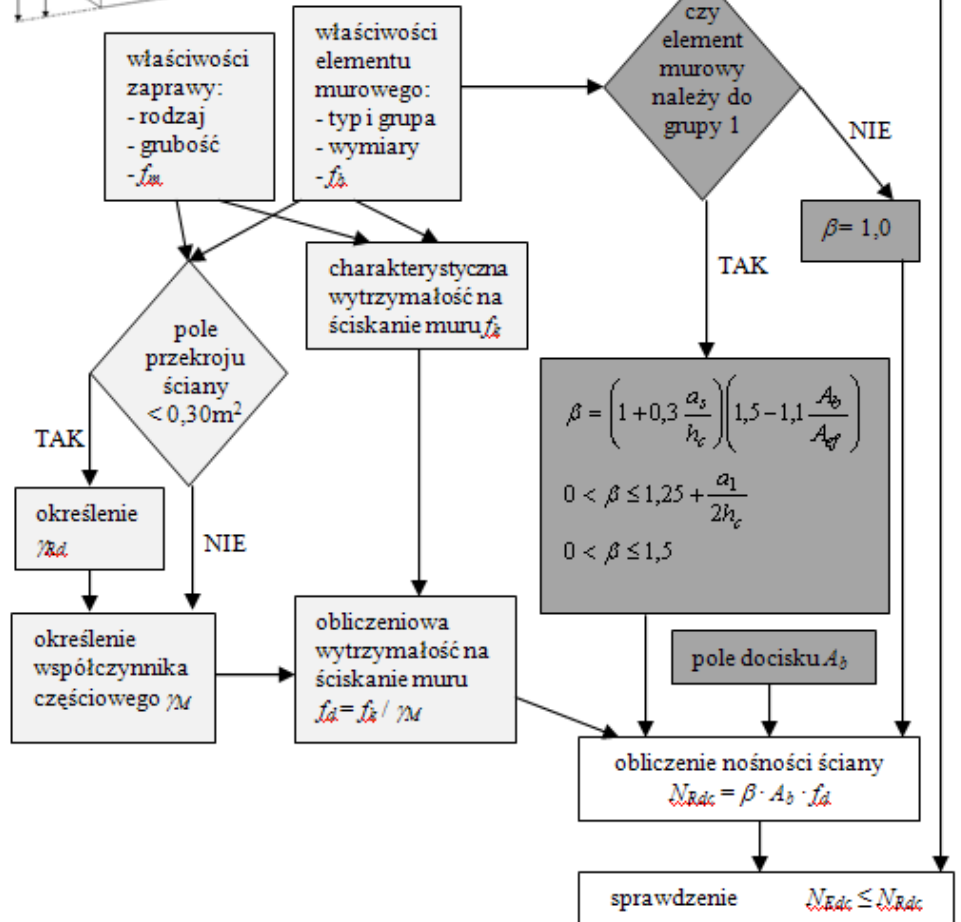 właściwości
zaprawy:
- rodzaj
- grubość
- fm
właściwości
elementu
murowego:
- typ i grupa
- wymiary
- fb
czy
element
murowy
należy do
grupy 1
NIE
β = 1,0
TAK
charakterystyczna
wytrzymałość na
ściskanie muru fk
pole
przekroju
ściany
< 0,30m²
TAK
NIE
określenie
γRd
określenie
współczynnika
częściowego γM
obliczeniowa
wytrzymałość na
ściskanie muru
fd = fk / γM
β = (1+0,3 as/hc)(1,5−1,1 Ab/Aef)
0 < β ≤ 1,25 + a1/2hc
0 < β ≤ 1,5
pole docisku Ab
obliczenie nośności ściany
NRdc = β · Ab · fd
sprawdzenie NEdc ≤ NRdc